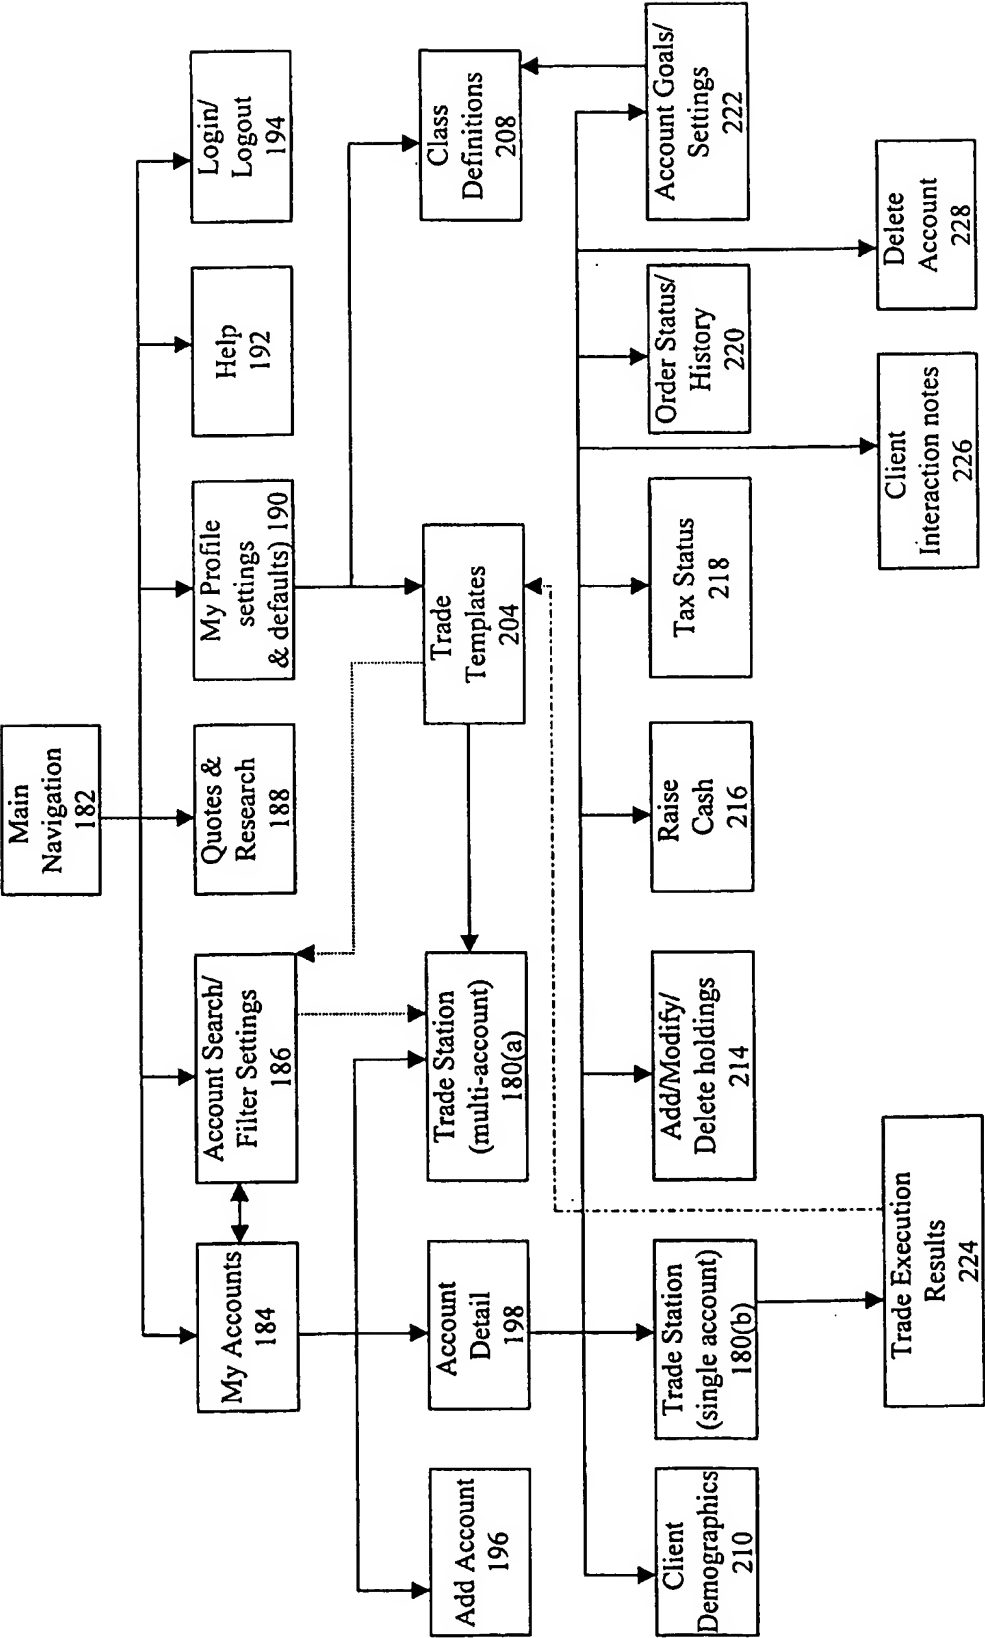 Main
Navigation
182
My Accounts
184
Account Search/
Filter Settings
186
Quotes &
Research
188
My Profile
settings
& defaults) 190
Help
192
Login/
Logout
194
Add Account
196
Account
Detail
198
Trade Station
(multi-account)
180(a)
Trade
Templates
204
Class
Definitions
208
Client
Demographics
210
Trade Station
(single account)
180(b)
Add/Modify/
Delete holdings
214
Raise
Cash
216
Tax Status
218
Order Status/
History
220
Account Goals/
Settings
222
Trade Execution
Results
224
Client
Interaction notes
226
Delete
Account
228